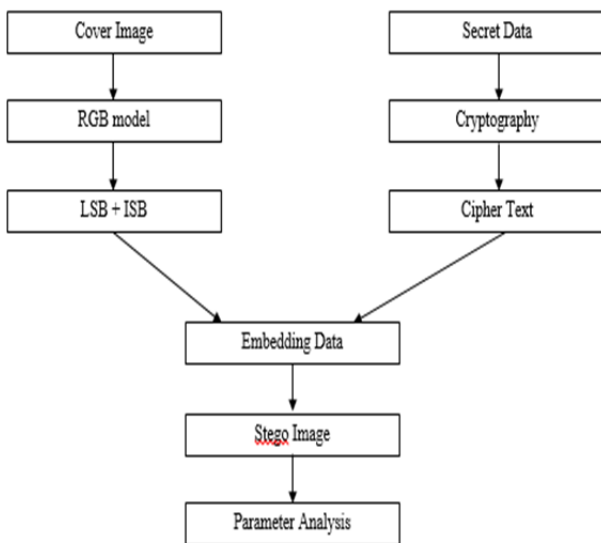 Cover Image
Secret Data
RGB model
Cryptography
LSB + ISB
Cipher Text
Embedding Data
Stego Image
Parameter Analysis